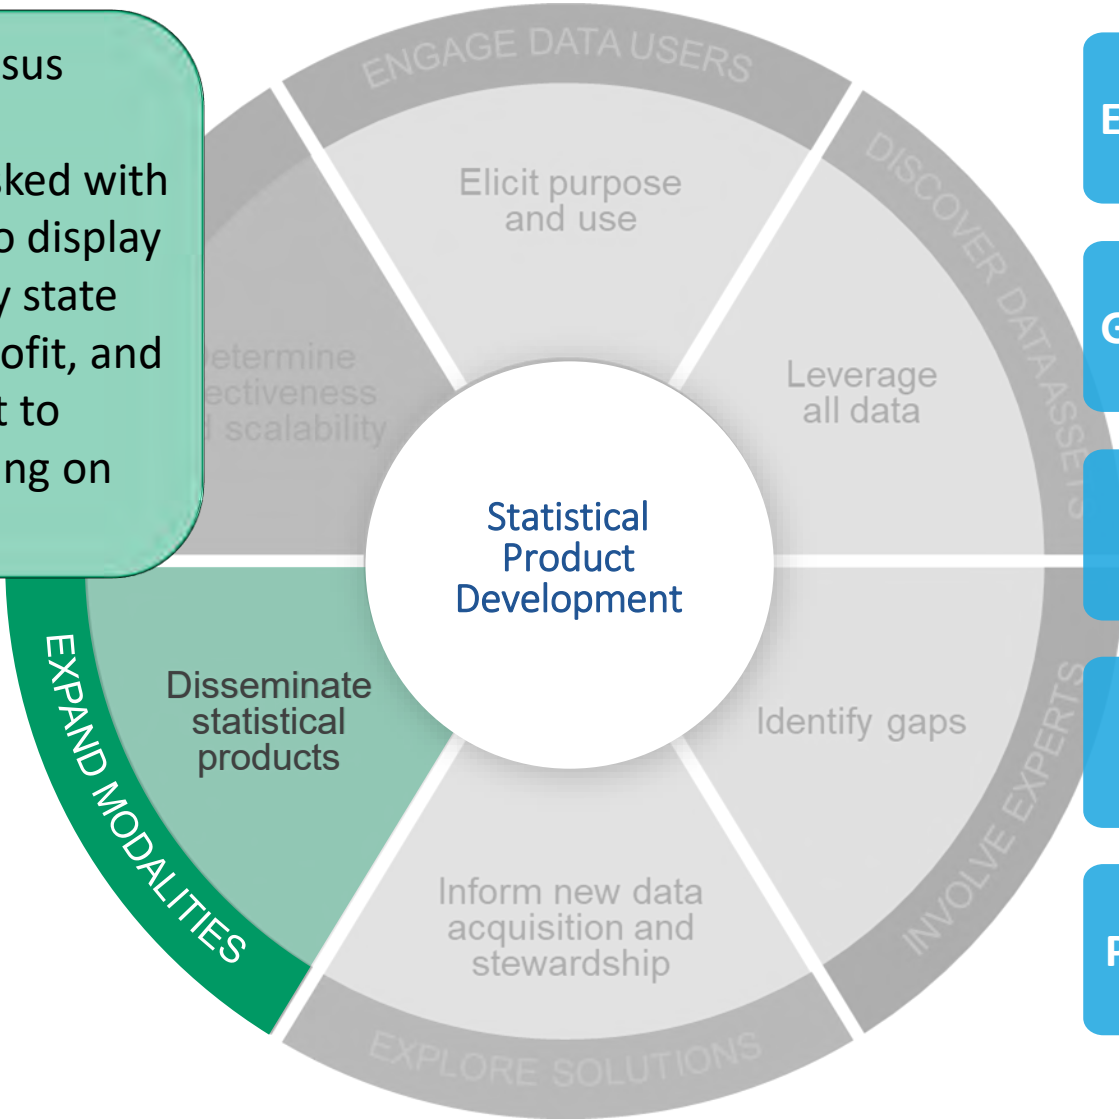 sus
ked with
o display
y state
ofit, and
t to
ng on
ENGAGE DATA USERS
Elicit purpose
and use
DISCOVER DATA ASSETS
Leverage
all data
etermine
ectiveness
d scalability
Statistical
Product
Development
EXPAND MODALITIES
Disseminate
statistical
products
Identify gaps
INVOLVE EXPERTS
Inform new data
acquisition and
stewardship
EXPLORE SOLUTIONS
E
G
P